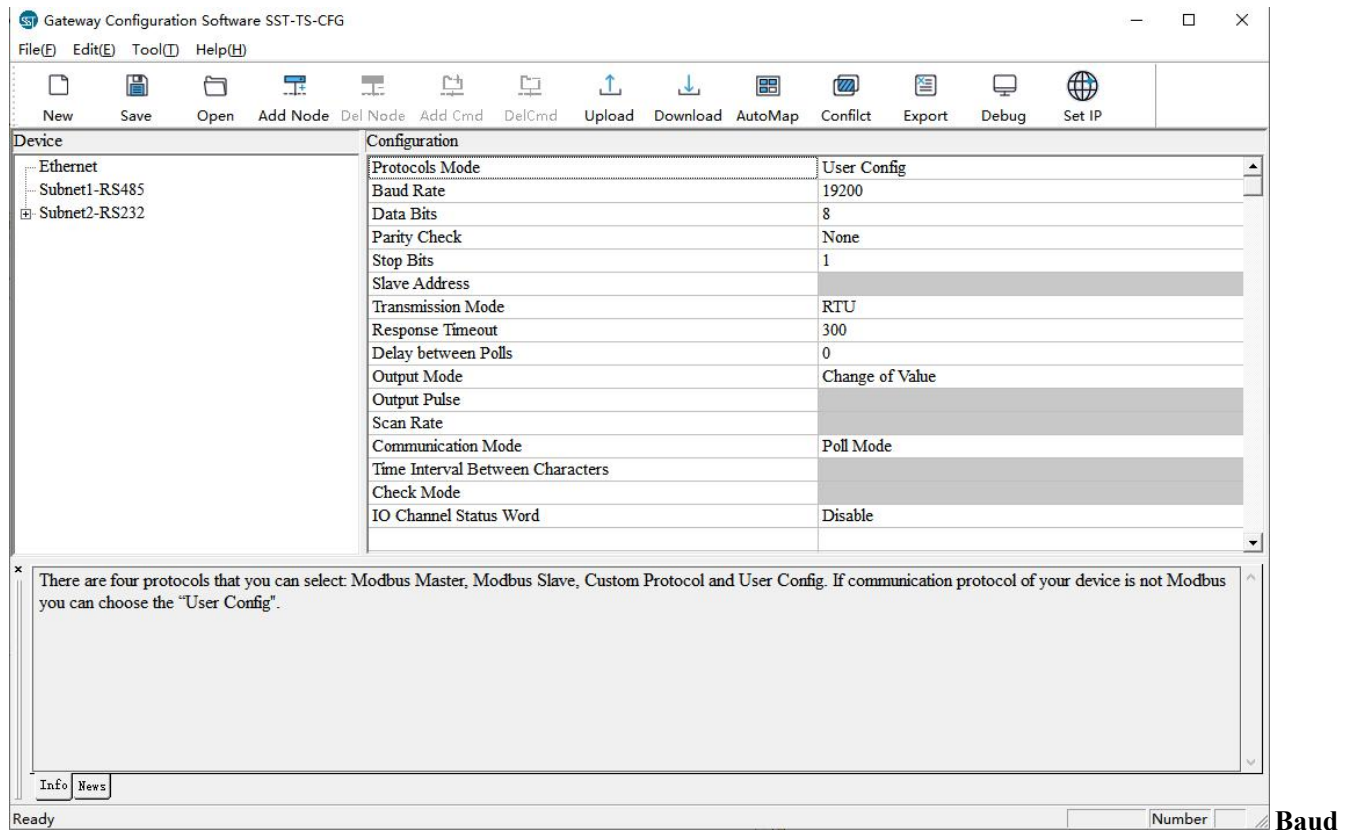 SST Gateway Configuration Software SST-TS-CFG
File(F) Edit(E) Tool(T) Help(H)
New Save Open Add Node Del Node Add Cmd DelCmd Upload Download AutoMap Confilct Export Debug Set IP
Device Configuration
Ethernet
Subnet1-RS485
Subnet2-RS232
Protocols Mode User Config
Baud Rate 19200
Data Bits 8
Parity Check None
Stop Bits 1
Slave Address
Transmission Mode RTU
Response Timeout 300
Delay between Polls 0
Output Mode Change of Value
Output Pulse
Scan Rate
Communication Mode Poll Mode
Time Interval Between Characters
Check Mode
IO Channel Status Word Disable
There are four protocols that you can select: Modbus Master, Modbus Slave, Custom Protocol and User Config. If communication protocol of your device is not Modbus
you can choose the “User Config".
Info News
Ready Number
Baud